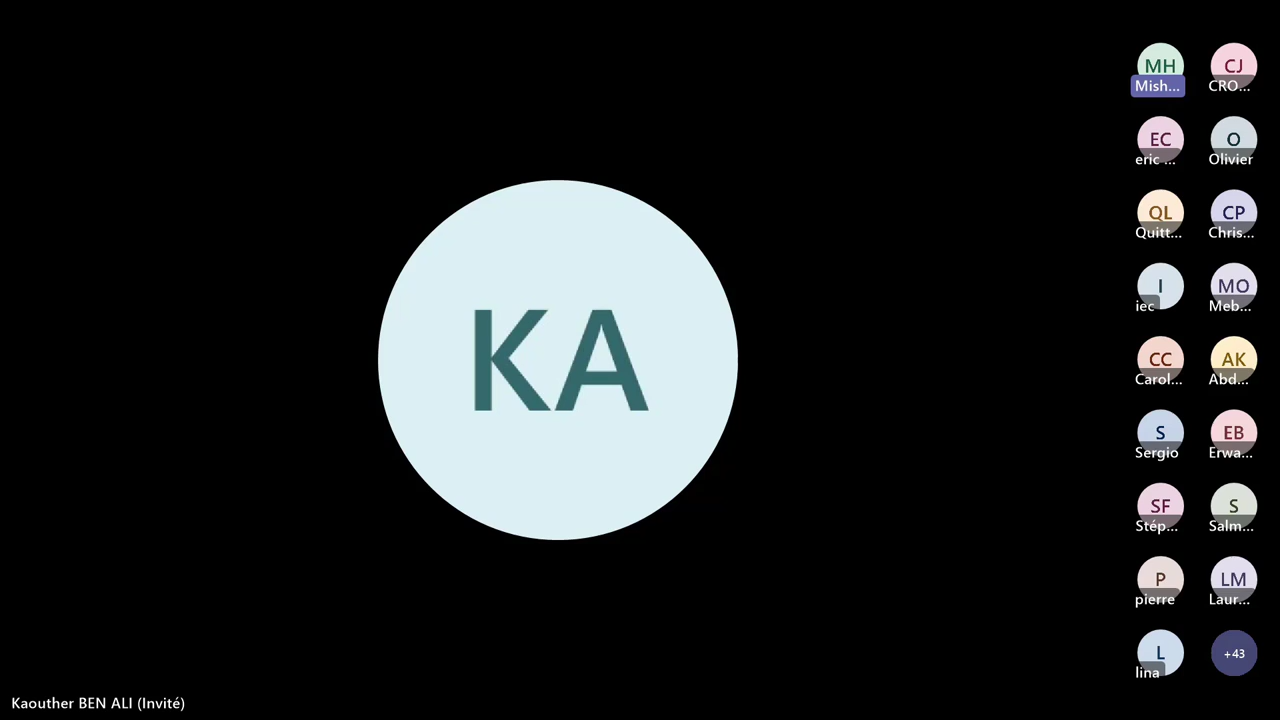 KA
Kaouther BEN ALI (Invité)
MH
Mish...
CJ
CRO...
EC
eric ...
O
Olivier
QL
Quitt...
CP
Chris...
I
iec
MO
Meb...
CC
Carol...
AK
Abd...
S
Sergio
EB
Erwa...
SF
Stép...
S
Salm...
P
pierre
LM
Laur...
L
lina
+43